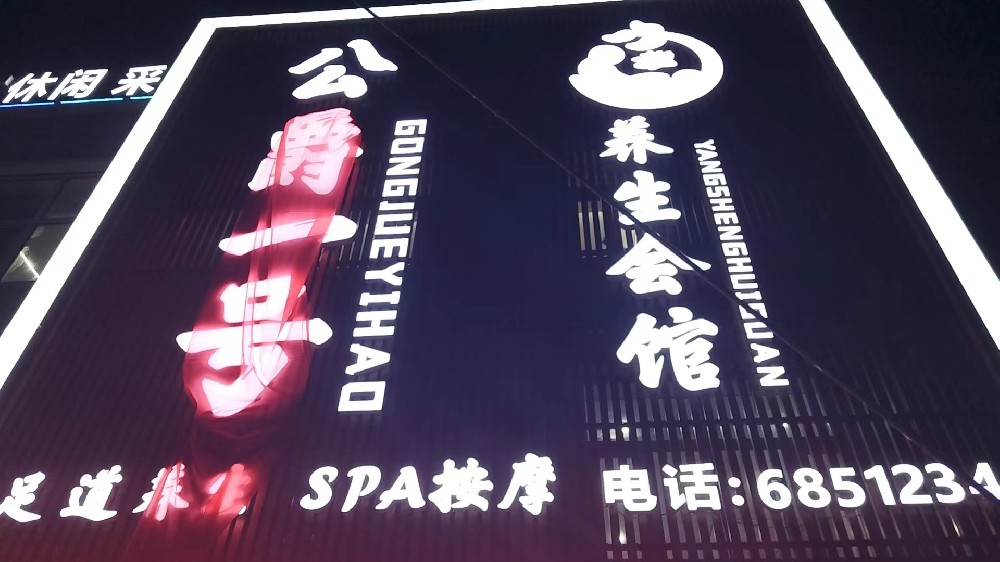 休闲 采
公爵一号
GONGJUEYIHAO
养生会馆
YANGSHENGHUIGUAN
足道养生 SPA按摩 电话:6851234